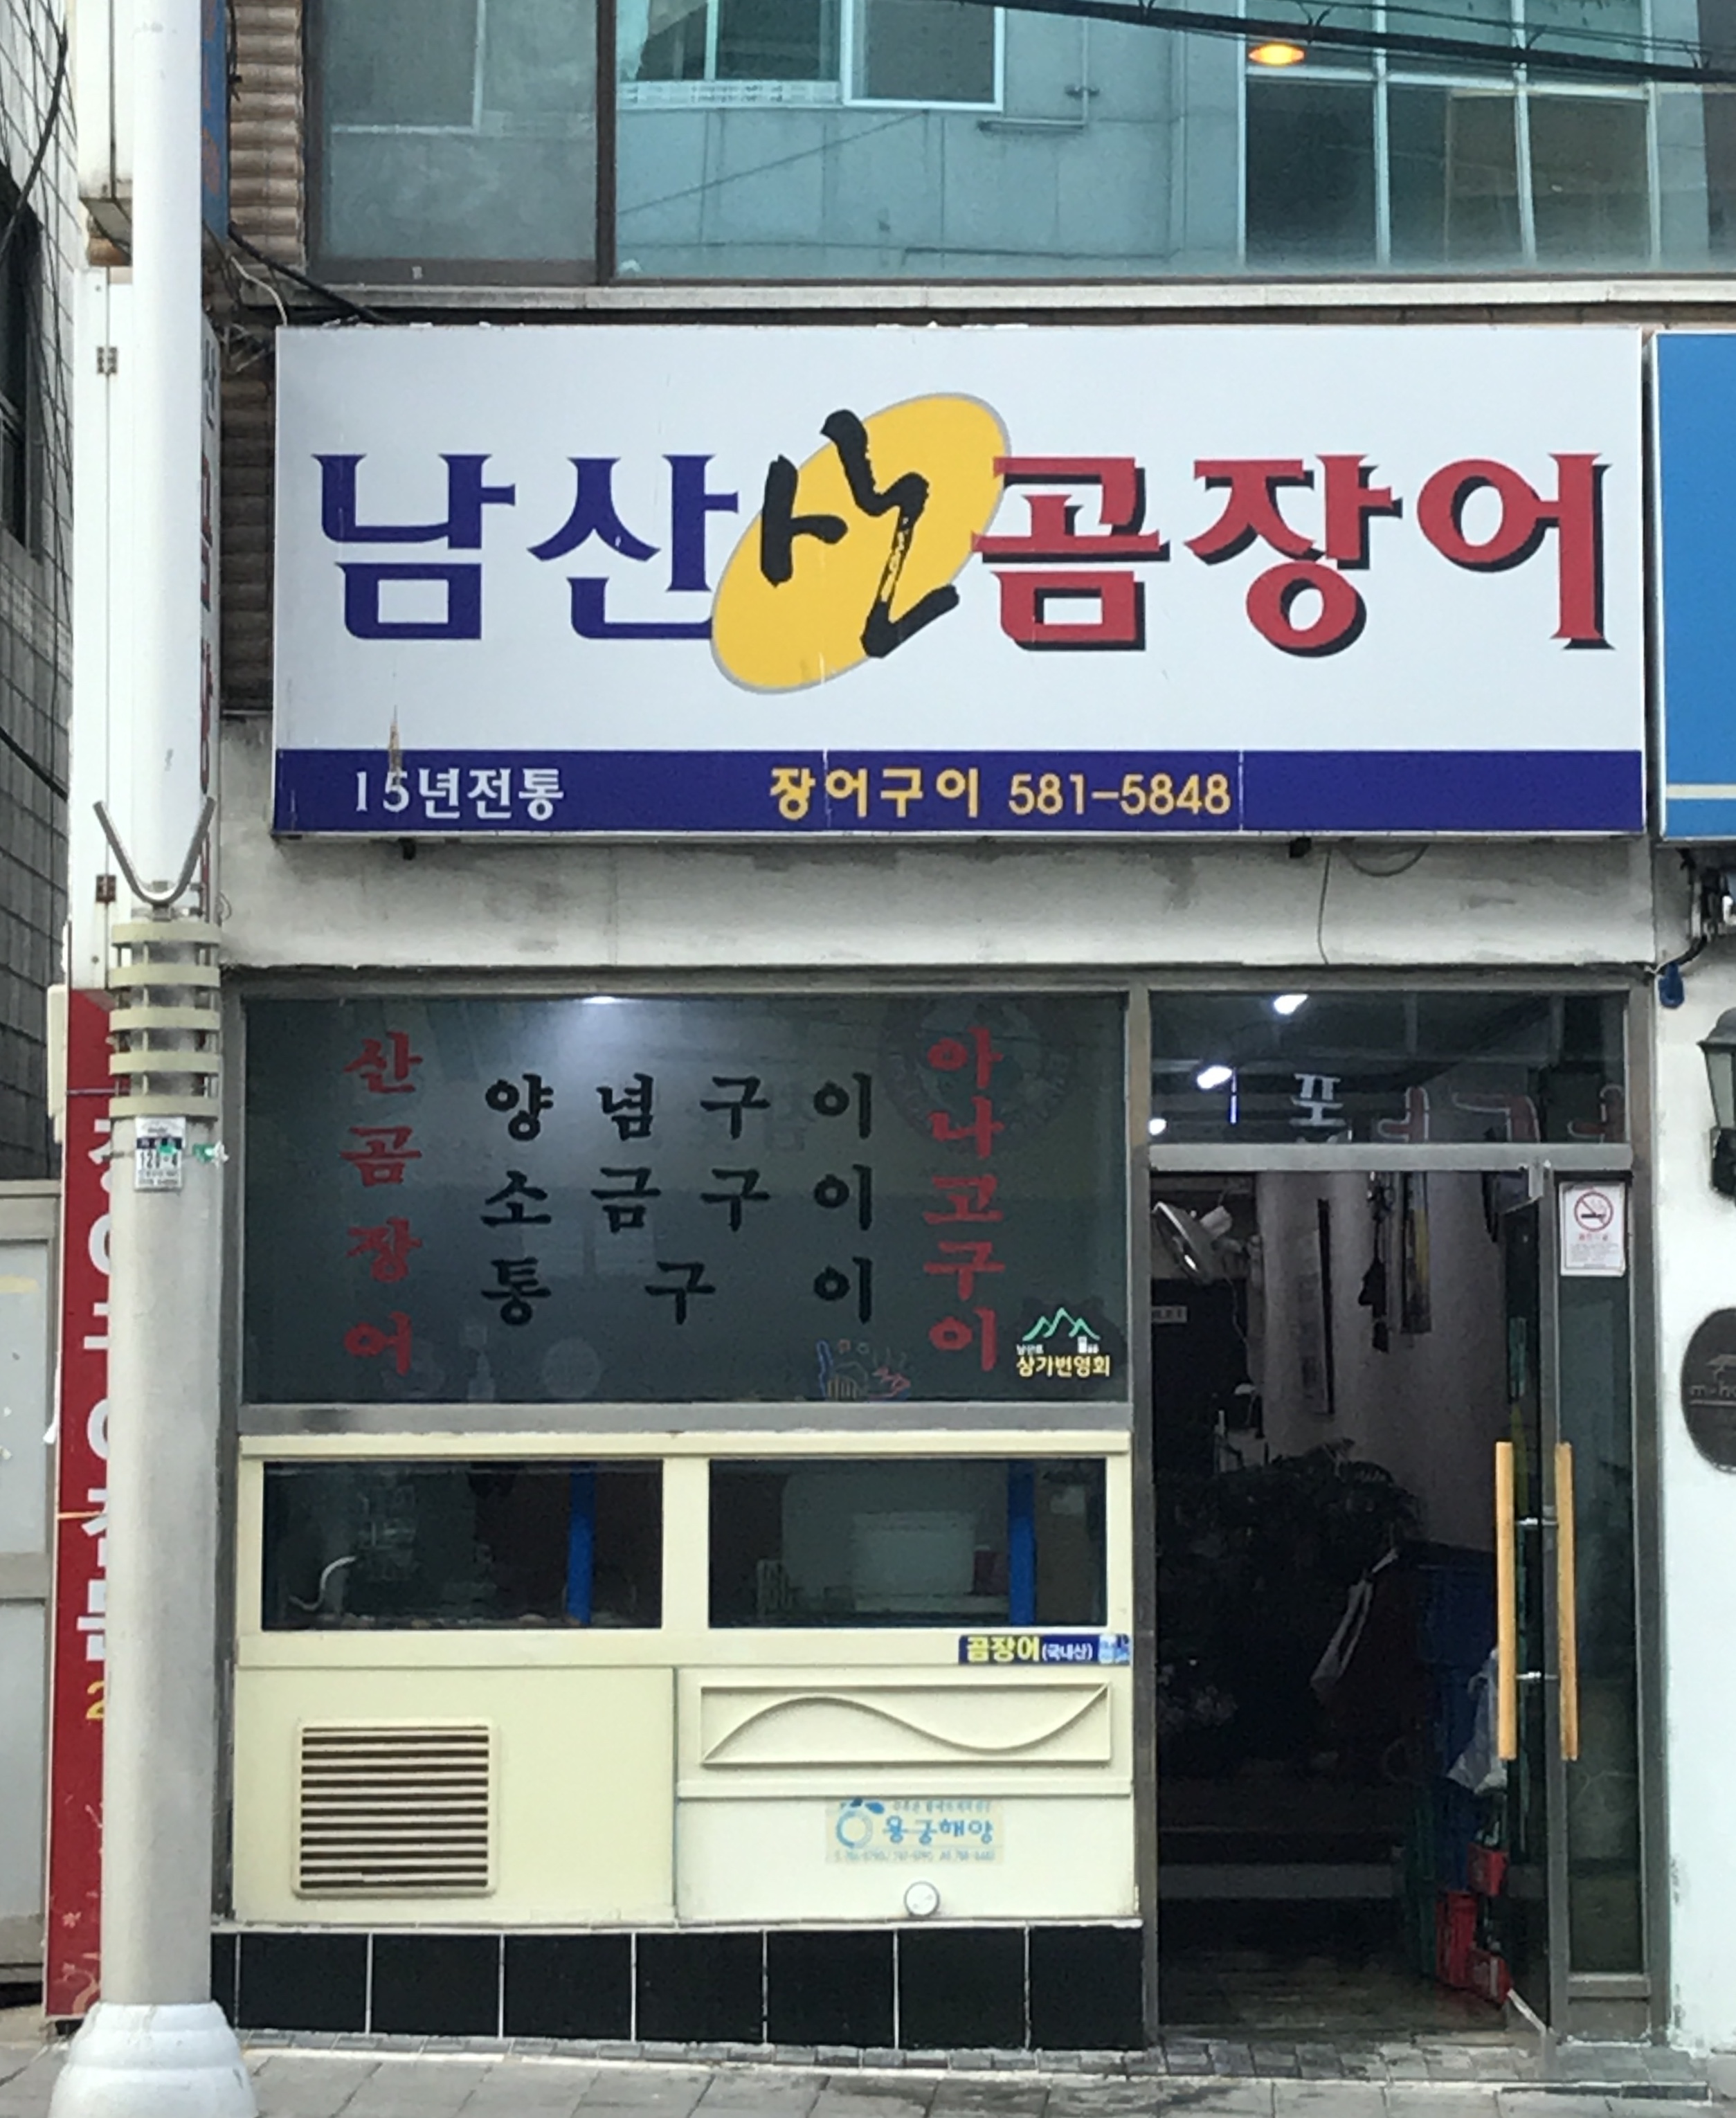 남산 산 곰장어
15년전통 장어구이 581-5848
산곰장어
양념구이
소금구이
통구이
아나고구이
상가번영회
곰장어(국내산)
용궁해양